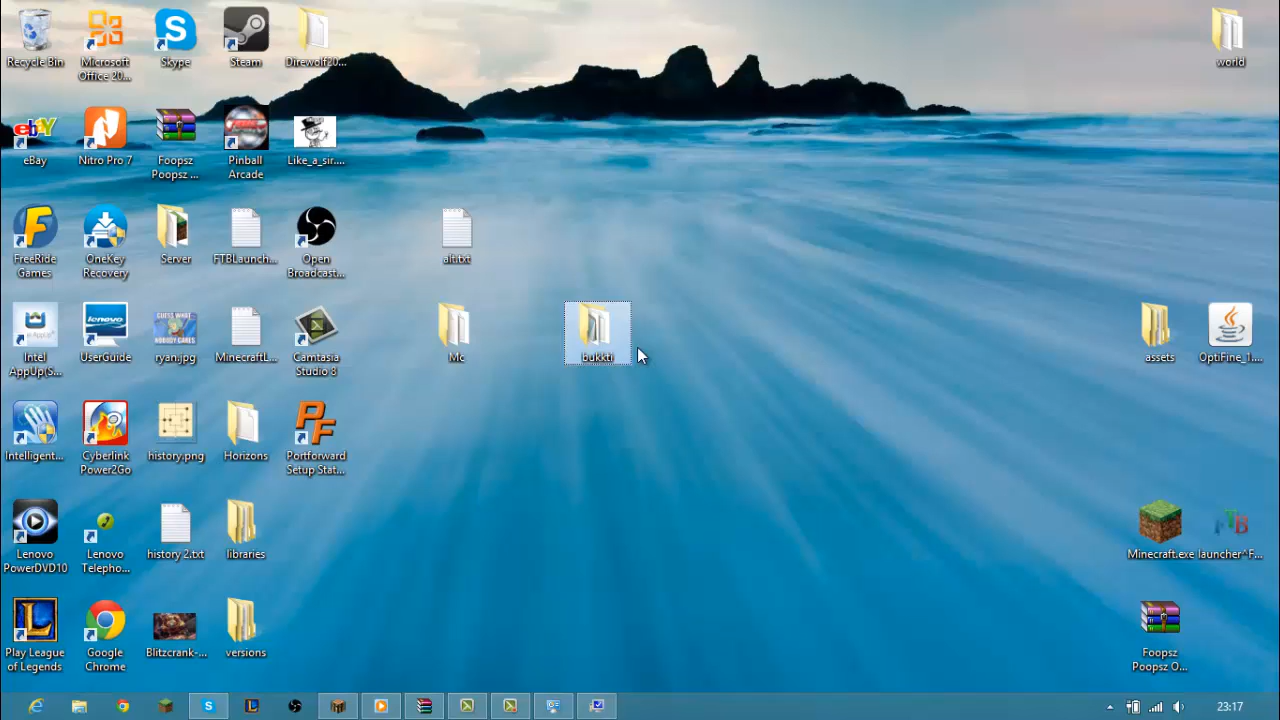 Recycle Bin
Microsoft
Office 20...
Skype
Steam
Direwolf20...
world
eBay
Nitro Pro 7
Foopsz
Poopsz ...
Pinball
Arcade
Like_a_sir....
FreeRide
Games
OneKey
Recovery
Server
FTBLaunch...
Open
Broadcast...
alt.txt
Intel
AppUp(S...
UserGuide
ryan.jpg
MinecraftL...
Camtasia
Studio 8
Mc
bukkti
assets
OptiFine_1....
Intelligent...
Cyberlink
Power2Go
history.png
Horizons
Portforward
Setup Stat...
Lenovo
PowerDVD10
Lenovo
Telepho...
history 2.txt
libraries
Minecraft.exe
launcher^F...
Play League
of Legends
Google
Chrome
Blitzcrank-...
versions
Foopsz
Poopsz O...
23:17